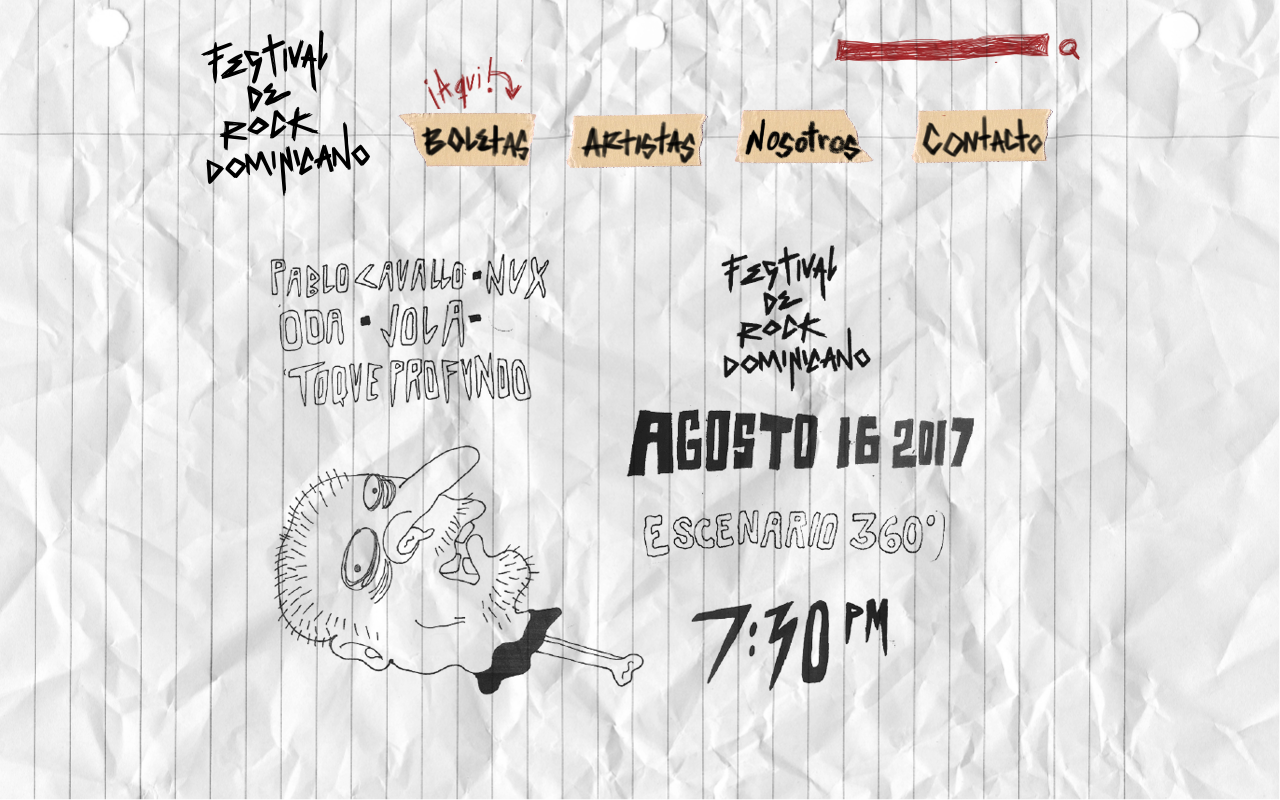 FESTIVAL
DE
ROCK
DOMINICANO
¡Aqui!
BOLETAS
ARTISTAS
Nosotros
CONTACTO
PABLO CAVALLO • NUX
ODA • JOLA •
TOQUE PROFUNDO
FESTIVAL
DE
ROCK
DOMINICANO
AGOSTO 16 2017
ESCENARIO 360°)
7:30 PM